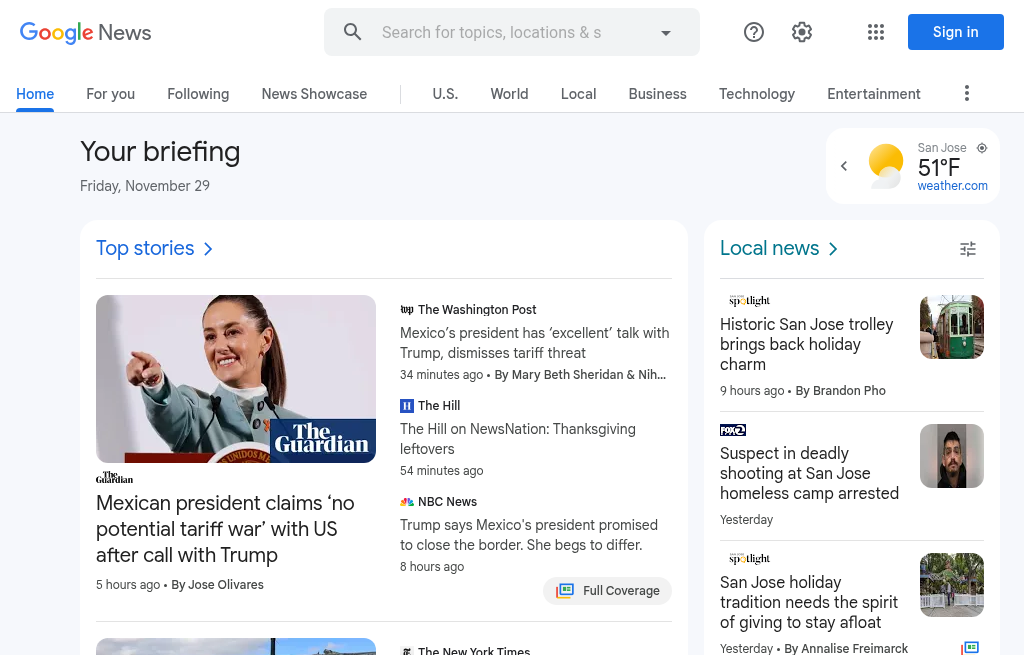 Google News
Search for topics, locations & s
Sign in
Home
For you
Following
News Showcase
U.S.
World
Local
Business
Technology
Entertainment
Your briefing
Friday, November 29
San Jose
51°F
weather.com
Top stories
The
Guardian
The
Guardian
Mexican president claims ‘no
potential tariff war’ with US
after call with Trump
5 hours ago • By Jose Olivares
wp The Washington Post
Mexico’s president has ‘excellent’ talk with
Trump, dismisses tariff threat
34 minutes ago • By Mary Beth Sheridan & Nih...
H The Hill
The Hill on NewsNation: Thanksgiving
leftovers
54 minutes ago
NBC News
Trump says Mexico's president promised
to close the border. She begs to differ.
8 hours ago
Full Coverage
The New York Times
Local news
SAN JOSE
spotlight
Historic San Jose trolley
brings back holiday
charm
9 hours ago • By Brandon Pho
FOX 2
Suspect in deadly
shooting at San Jose
homeless camp arrested
Yesterday
SAN JOSE
spotlight
San Jose holiday
tradition needs the spirit
of giving to stay afloat
Yesterday • By Annalise Freimarck